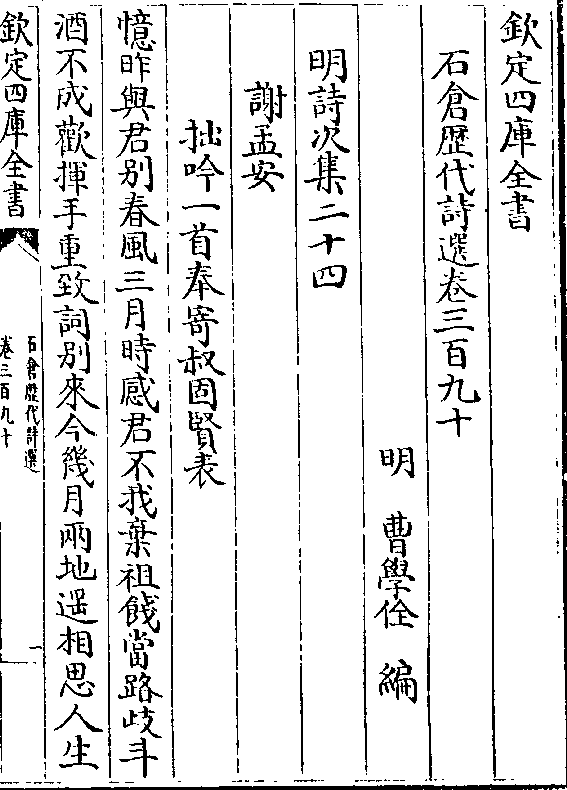 欽定四庫全書
石倉歷代詩選卷三百九十
明 曹學佺 編
明詩次集二十四
謝孟安
拙吟一首奉寄叔固賢表
憶昨與君别春風三月時感君不我棄祖餞當路歧斗
酒不成歡揮手重致詞别來今幾月兩地遥相思人生
欽定四庫全書
石倉歷代詩選
卷三百九十
一